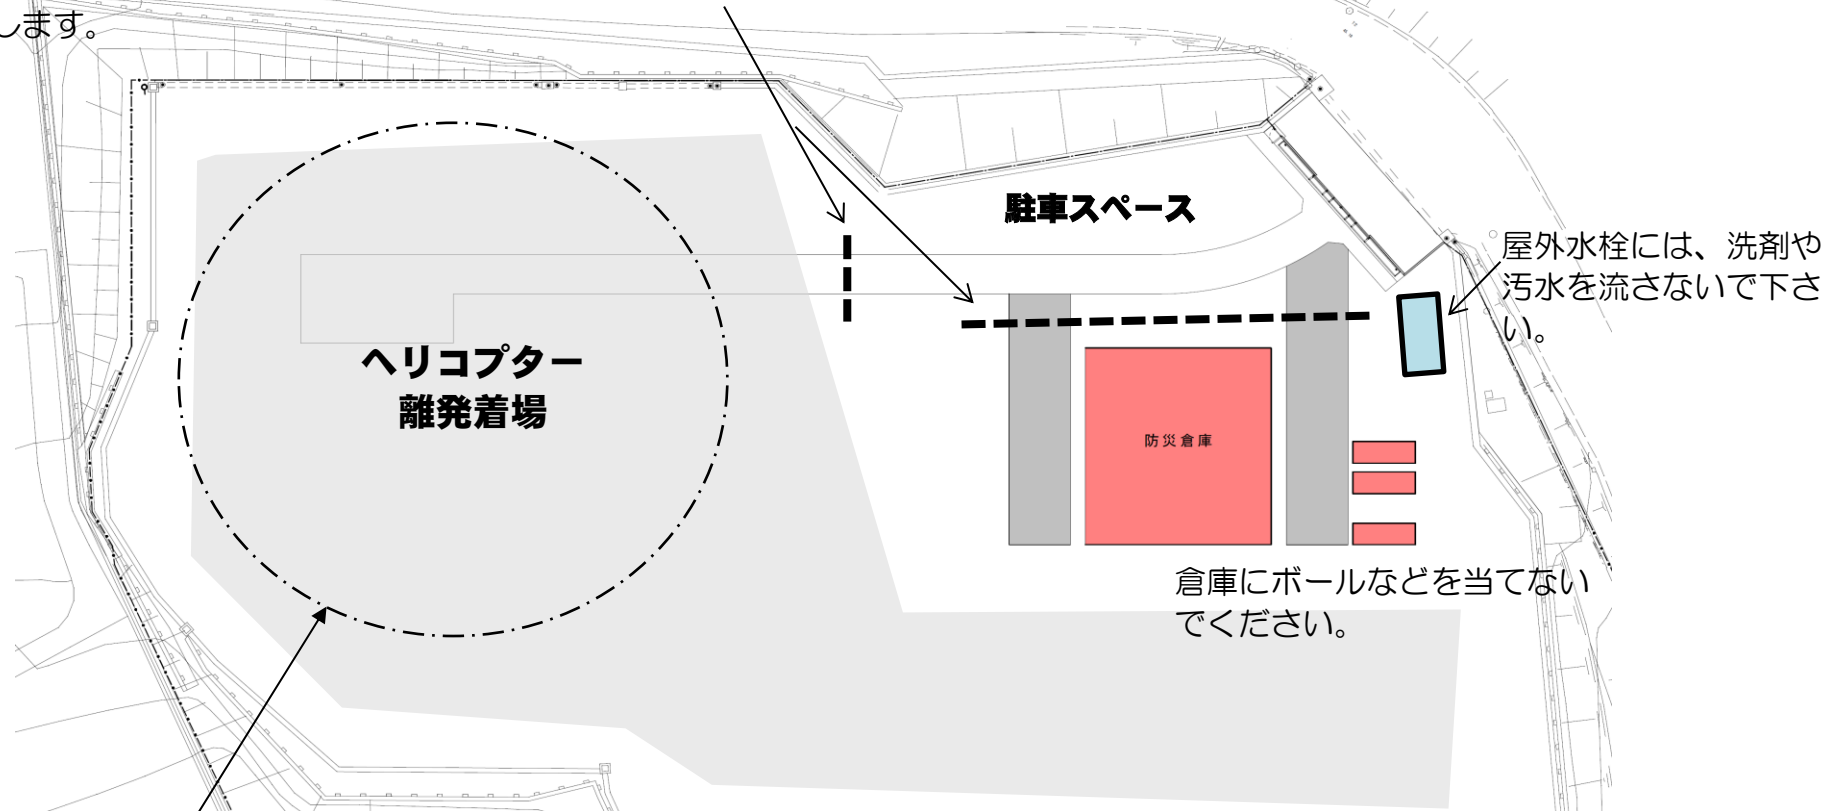 します。
駐車スペース
屋外水栓には、洗剤や
汚水を流さないで下さ
い。
ヘリコプター
離発着場
防災倉庫
倉庫にボールなどを当てない
でください。